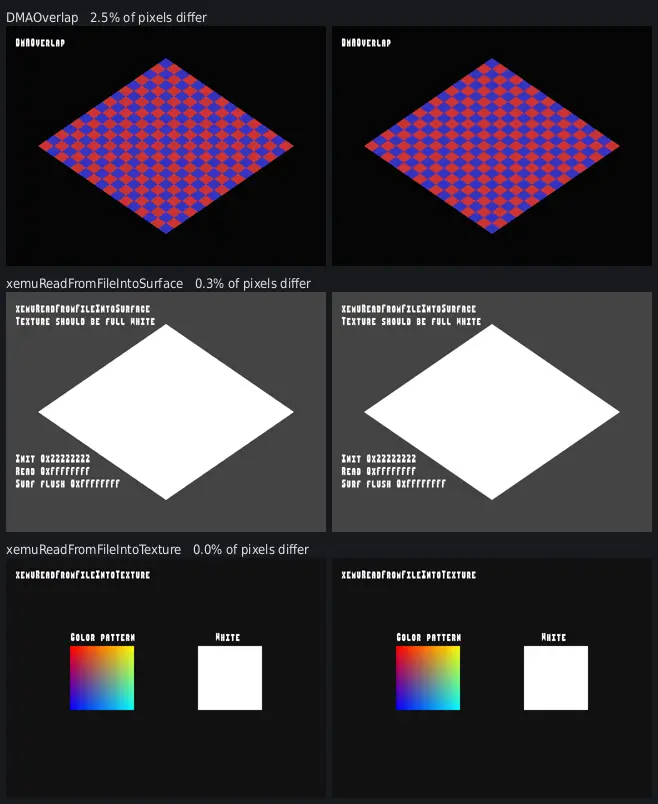 DMAOverlap 2.5% of pixels differ
DMAOverlap
DMAOverlap
xemuReadFromFileIntoSurface 0.3% of pixels differ
xemuReadFromFileIntoSurface
Texture should be full white
xemuReadFromFileIntoSurface
Texture should be full white
Init 0x22222222
Read 0xffffffff
Surf flush 0xffffffff
Init 0x22222222
Read 0xffffffff
Surf flush 0xffffffff
xemuReadFromFileIntoTexture 0.0% of pixels differ
xemuReadFromFileIntoTexture
xemuReadFromFileIntoTexture
Color pattern
White
Color pattern
White